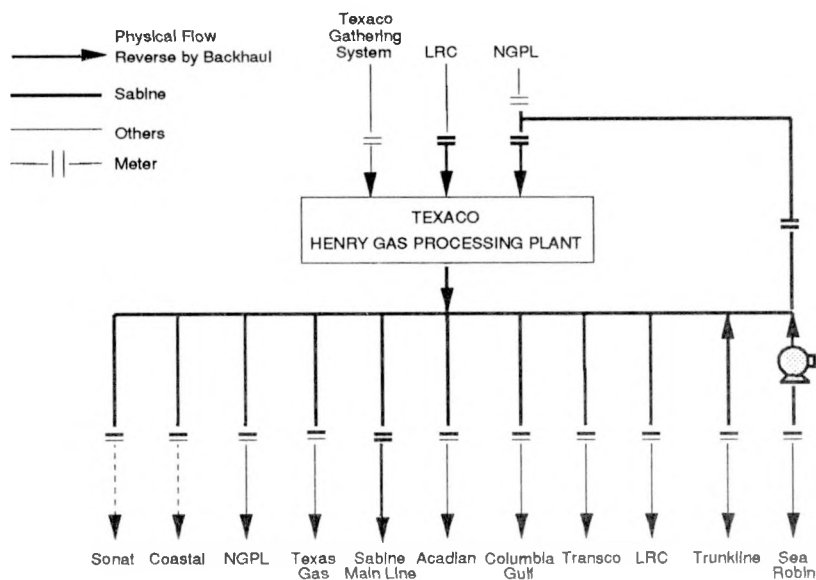 Physical Flow
Reverse by Backhaul
Sabine
Others
Meter
Texaco
Gathering
System
LRC
NGPL
TEXACO
HENRY GAS PROCESSING PLANT
Sonat
Coastal
NGPL
Texas
Gas
Sabine
Main Line
Acadian
Columbia
Gulf
Transco
LRC
Trunkline
Sea
Robin